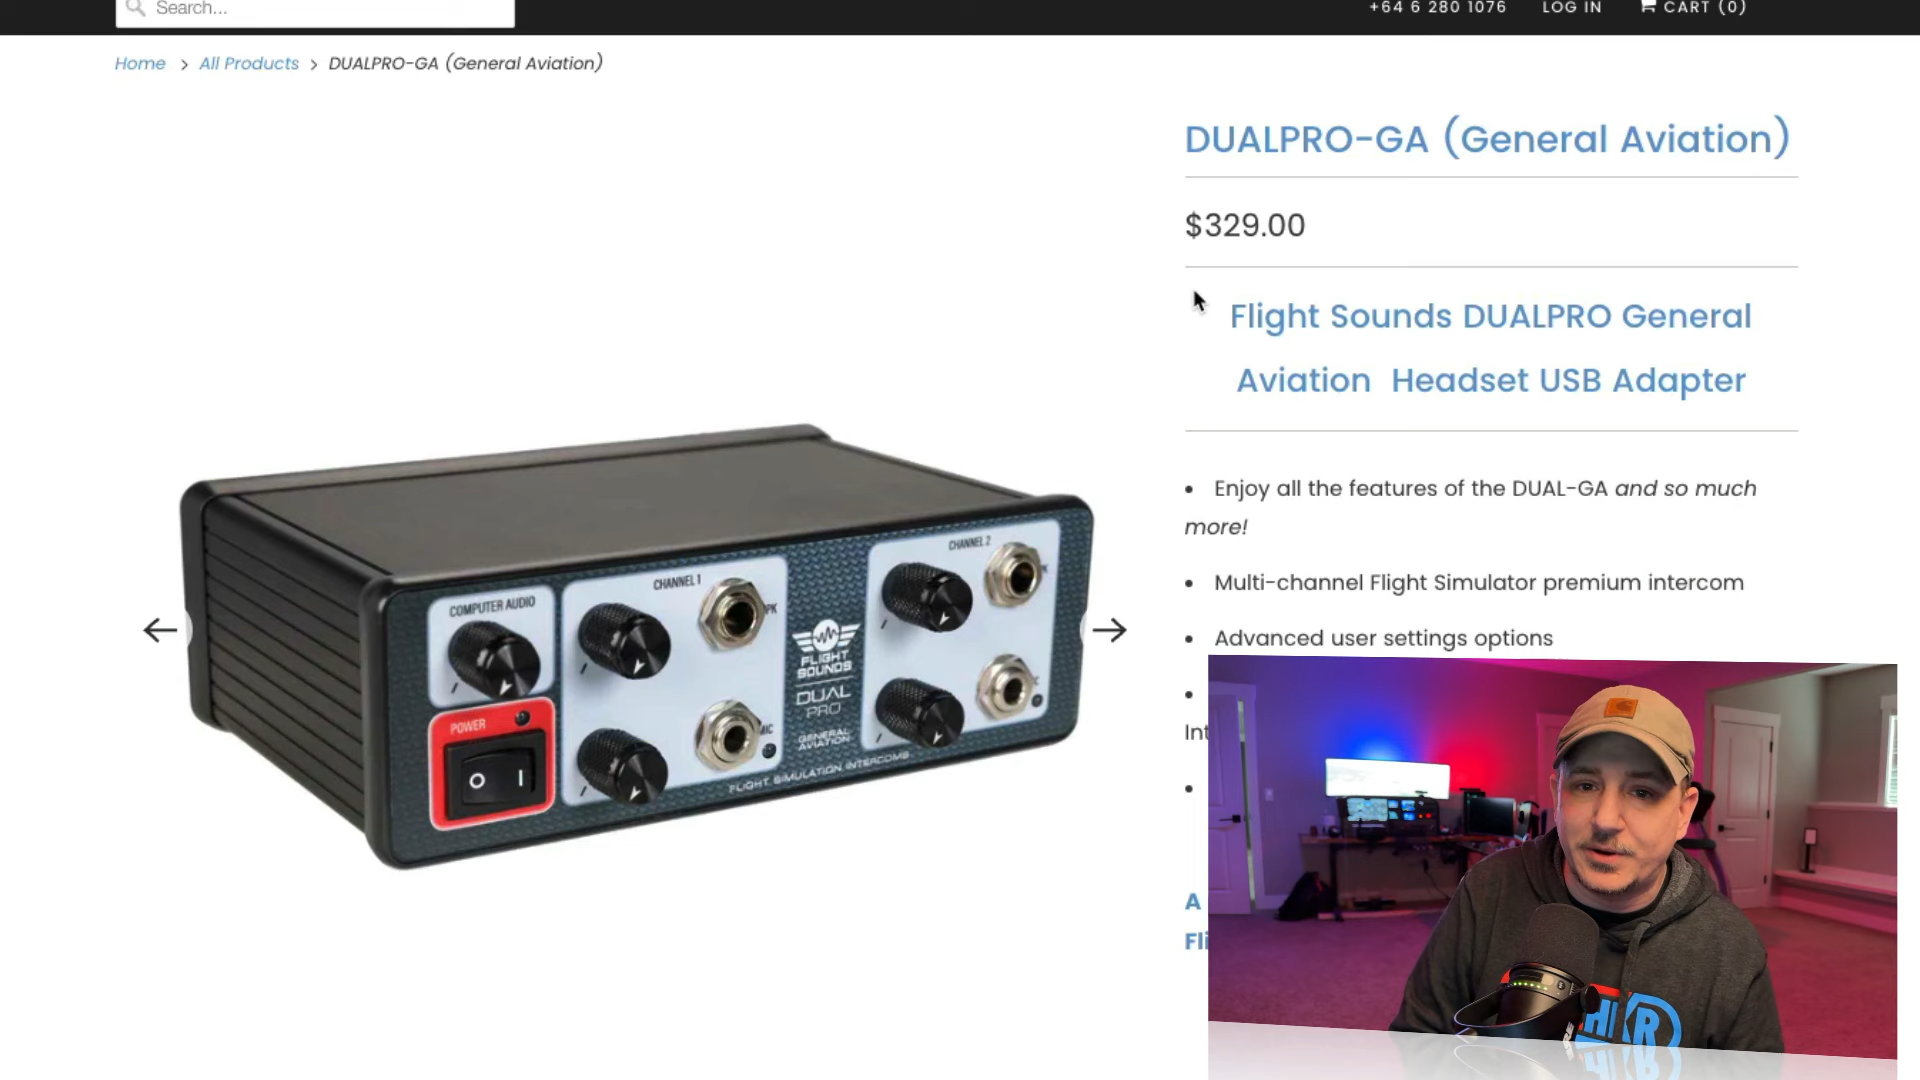 Search...
+64 6 280 1076 LOG IN CART (0)
Home > All Products > DUALPRO-GA (General Aviation)
DUALPRO-GA (General Aviation)
$329.00
Flight Sounds DUALPRO General
Aviation Headset USB Adapter
• Enjoy all the features of the DUAL-GA and so much
more!
• Multi-channel Flight Simulator premium intercom
• Advanced user settings options
Int
A
Fli
COMPUTER AUDIO
POWER
O I
CHANNEL 1
PK
MIC
FLIGHT
SOUNDS
DUAL
PRO
GENERAL
AVIATION
FLIGHT SIMULATION INTERCOMS
CHANNEL 2